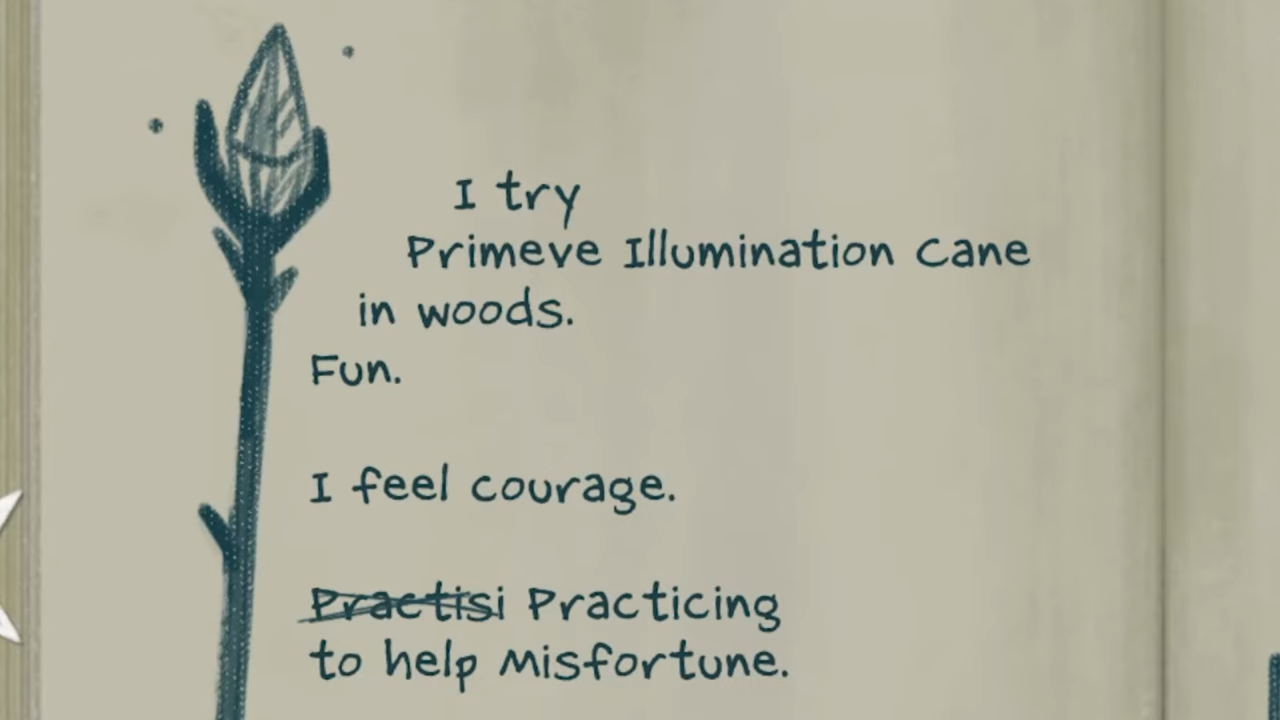 I try
Primeve Illumination Cane
in woods.
Fun.
I feel courage.
Practisi Practicing
to help Misfortune.